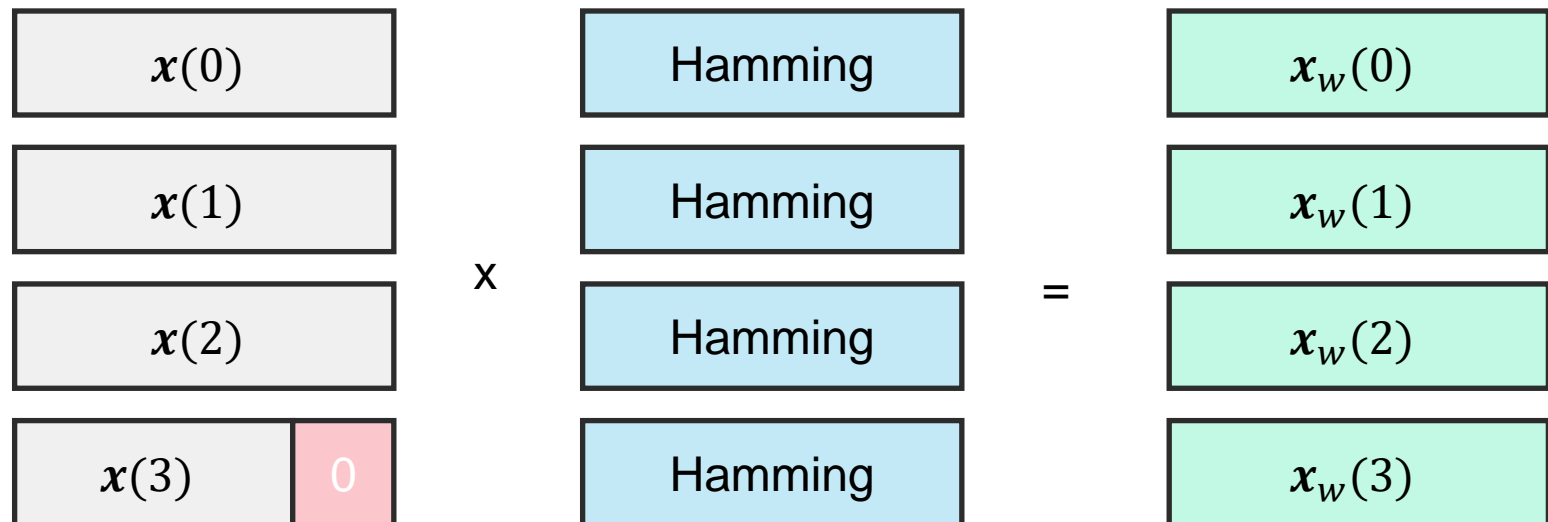 x(0) Hamming x_w(0)
x(1) Hamming x_w(1)
x =
x(2) Hamming x_w(2)
x(3) 0 Hamming x_w(3)